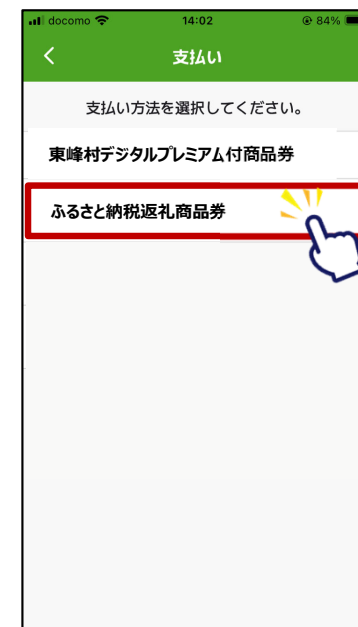 docomo 14:02 84%
支払い
支払い方法を選択してください。
東峰村デジタルプレミアム付商品券
ふるさと納税返礼商品券